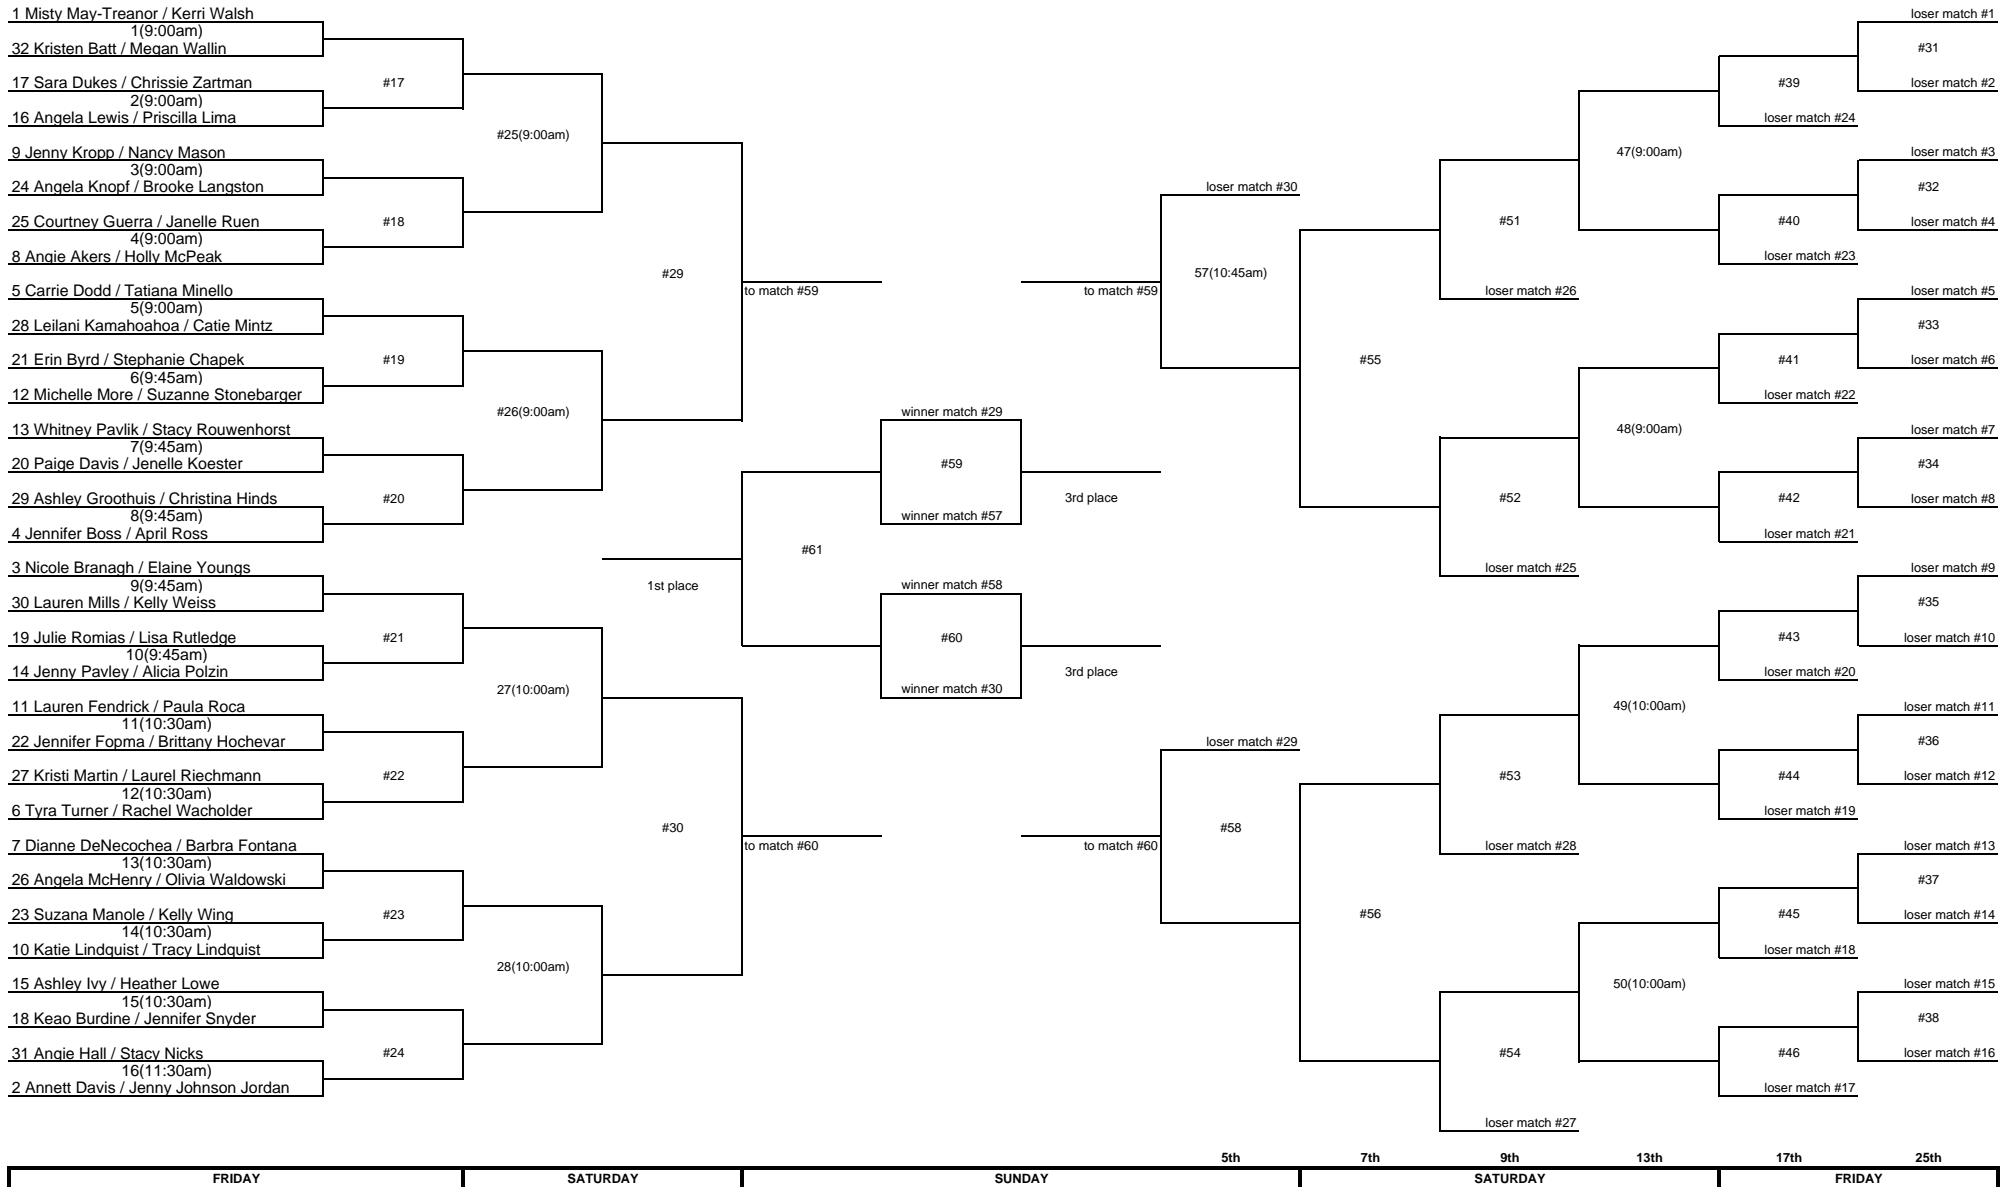 1 Misty May-Treanor / Kerri Walsh
1(9:00am)
32 Kristen Batt / Megan Wallin
17 Sara Dukes / Chrissie Zartman
2(9:00am)
16 Angela Lewis / Priscilla Lima
9 Jenny Kropp / Nancy Mason
3(9:00am)
24 Angela Knopf / Brooke Langston
25 Courtney Guerra / Janelle Ruen
4(9:00am)
8 Angie Akers / Holly McPeak
5 Carrie Dodd / Tatiana Minello
5(9:00am)
28 Leilani Kamahoahoa / Catie Mintz
21 Erin Byrd / Stephanie Chapek
6(9:45am)
12 Michelle More / Suzanne Stonebarger
13 Whitney Pavlik / Stacy Rouwenhorst
7(9:45am)
20 Paige Davis / Jenelle Koester
29 Ashley Groothuis / Christina Hinds
8(9:45am)
4 Jennifer Boss / April Ross
3 Nicole Branagh / Elaine Youngs
9(9:45am)
30 Lauren Mills / Kelly Weiss
19 Julie Romias / Lisa Rutledge
10(9:45am)
14 Jenny Pavley / Alicia Polzin
11 Lauren Fendrick / Paula Roca
11(10:30am)
22 Jennifer Fopma / Brittany Hochevar
27 Kristi Martin / Laurel Riechmann
12(10:30am)
6 Tyra Turner / Rachel Wacholder
7 Dianne DeNecochea / Barbra Fontana
13(10:30am)
26 Angela McHenry / Olivia Waldowski
23 Suzana Manole / Kelly Wing
14(10:30am)
10 Katie Lindquist / Tracy Lindquist
15 Ashley Ivy / Heather Lowe
15(10:30am)
18 Keao Burdine / Jennifer Snyder
31 Angie Hall / Stacy Nicks
16(11:30am)
2 Annett Davis / Jenny Johnson Jordan
#17
#18
#19
#20
#21
#22
#23
#24
#25(9:00am)
#26(9:00am)
27(10:00am)
28(10:00am)
#29
#30
to match #59
1st place
to match #60
#61
winner match #29
#59
winner match #57
winner match #58
#60
winner match #30
to match #59
3rd place
3rd place
to match #60
loser match #30
57(10:45am)
loser match #29
#58
#55
#56
#51
loser match #26
#52
loser match #25
#53
loser match #28
#54
loser match #27
47(9:00am)
48(9:00am)
49(10:00am)
50(10:00am)
#39
loser match #24
#40
loser match #23
#41
loser match #22
#42
loser match #21
#43
loser match #20
#44
loser match #19
#45
loser match #18
#46
loser match #17
loser match #1
#31
loser match #2
loser match #3
#32
loser match #4
loser match #5
#33
loser match #6
loser match #7
#34
loser match #8
loser match #9
#35
loser match #10
loser match #11
#36
loser match #12
loser match #13
#37
loser match #14
loser match #15
#38
loser match #16
5th 7th 9th 13th 17th 25th
FRIDAY SATURDAY SUNDAY SATURDAY FRIDAY